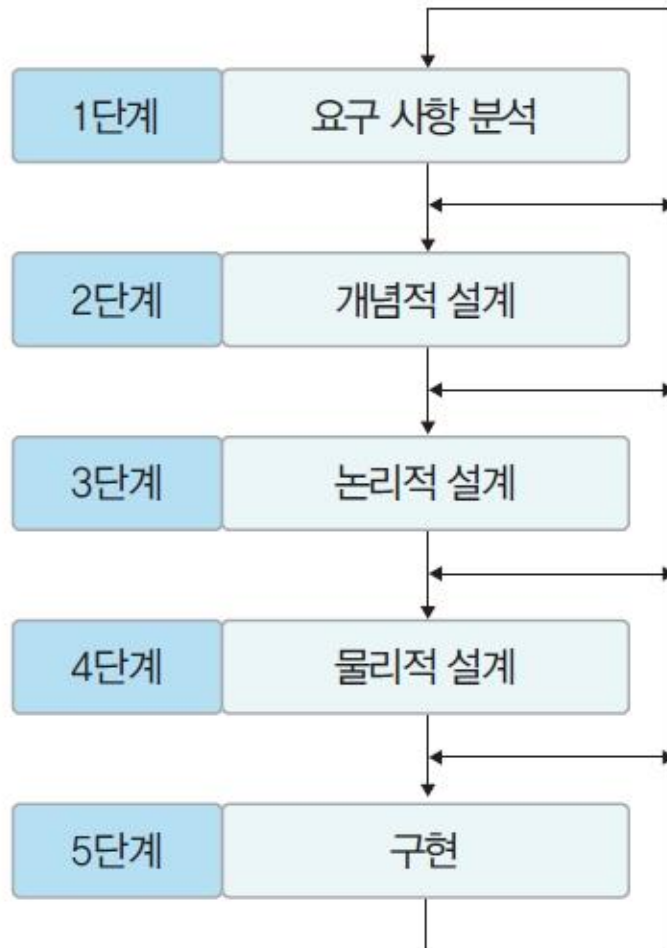 1단계 요구 사항 분석
2단계 개념적 설계
3단계 논리적 설계
4단계 물리적 설계
5단계 구현